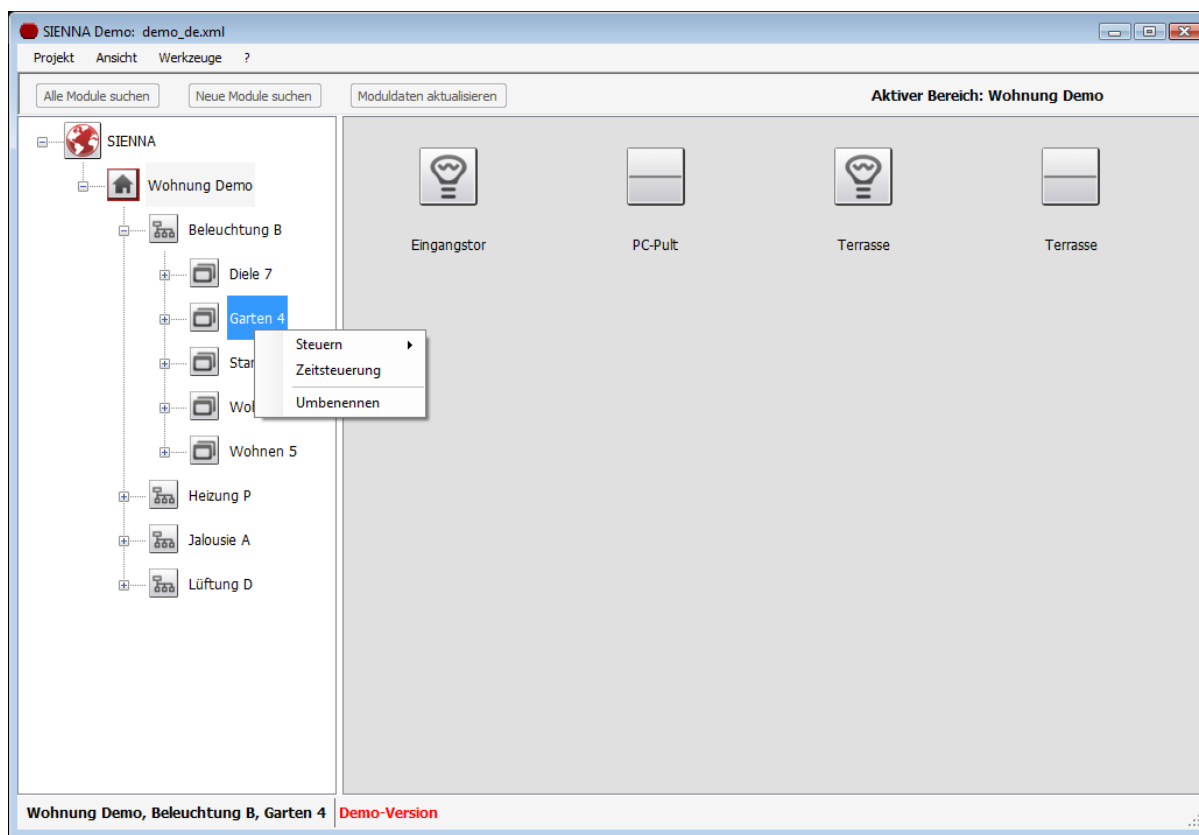 SIENNA Demo: demo_de.xml
Projekt Ansicht Werkzeuge ?
Alle Module suchen Neue Module suchen Moduldaten aktualisieren Aktiver Bereich: Wohnung Demo
SIENNA
Wohnung Demo
Beleuchtung B
Diele 7
Garten 4
Wohnen 5
Heizung P
Jalousie A
Lüftung D
Steuern
Zeitsteuerung
Umbenennen
Eingangstor PC-Pult Terrasse Terrasse
Wohnung Demo, Beleuchtung B, Garten 4 Demo-Version